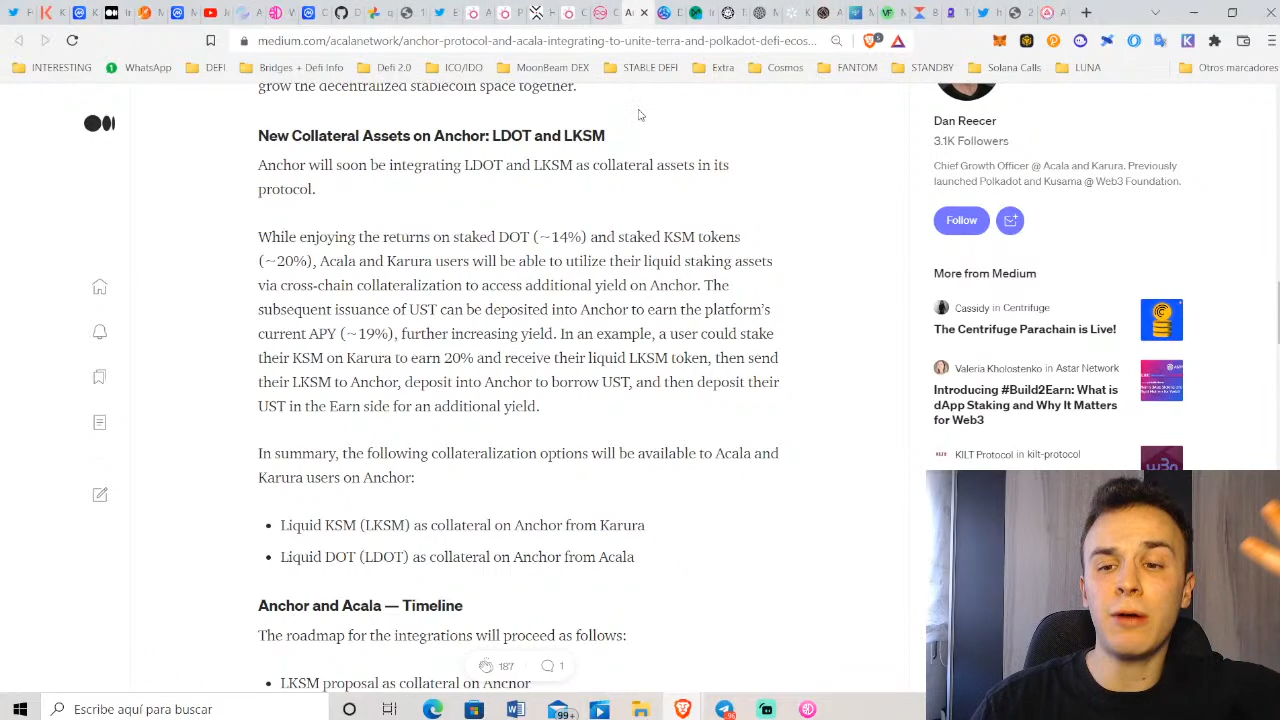 medium.com/acalanetwork/anchor-protocol-and-acala-integrating-to-unite-terra-and-polkadot-defi-ecos...
INTERESTING
WhatsApp
DEFI
Bridges + Defi Info
Defi 2.0
ICO/IDO
MoonBeam DEX
STABLE DEFI
Extra
Cosmos
FANTOM
STANDBY
Solana Calls
LUNA
Otros marcadores
grow the decentralized stablecoin space together.
New Collateral Assets on Anchor: LDOT and LKSM
Anchor will soon be integrating LDOT and LKSM as collateral assets in its
protocol.
While enjoying the returns on staked DOT (~14%) and staked KSM tokens
(~20%), Acala and Karura users will be able to utilize their liquid staking assets
via cross-chain collateralization to access additional yield on Anchor. The
subsequent issuance of UST can be deposited into Anchor to earn the platform's
current APY (~19%), further increasing yield. In an example, a user could stake
their KSM on Karura to earn 20% and receive their liquid LKSM token, then send
their LKSM to Anchor, deposit into Anchor to borrow UST, and then deposit their
UST in the Earn side for an additional yield.
In summary, the following collateralization options will be available to Acala and
Karura users on Anchor:
• Liquid KSM (LKSM) as collateral on Anchor from Karura
• Liquid DOT (LDOT) as collateral on Anchor from Acala
Anchor and Acala — Timeline
The roadmap for the integrations will proceed as follows:
• LKSM proposal as collateral on Anchor
187
1
Dan Reecer
3.1K Followers
Chief Growth Officer @ Acala and Karura. Previously
launched Polkadot and Kusama @ Web3 Foundation.
Follow
More from Medium
Cassidy in Centrifuge
The Centrifuge Parachain is Live!
Valeria Kholostenko in Astar Network
Introducing #Build2Earn: What is
dApp Staking and Why It Matters
for Web3
KILT Protocol in kilt-protocol
Escribe aquí para buscar
99+
96